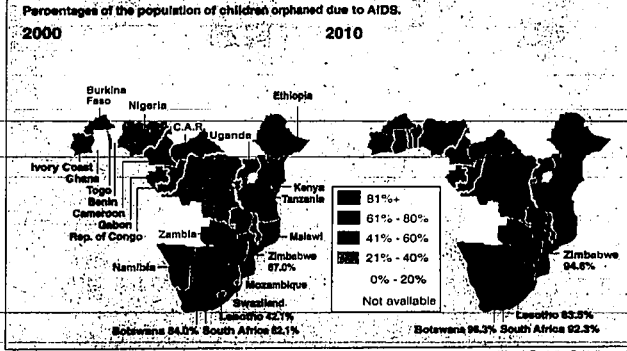 Percentages of the population of children orphaned due to AIDS.
2000
2010
Burkina
Faso
Nigeria
Ethiopia
C.A.R.
Uganda
Ivory Coast
Ghana
Togo
Benin
Cameroon
Gabon
Rep. of Congo
Kenya
Tanzania
Zambia
Malawi
Namibia
Zimbabwe
67.0%
Mozambique
Swaziland
Lesotho 42.1%
Botswana 84.0% South Africa 62.1%
81%+
61% - 80%
41% - 60%
21% - 40%
0% - 20%
Not available
Zimbabwe
94.6%
Lesotho 83.5%
Botswana 96.3% South Africa 92.3%